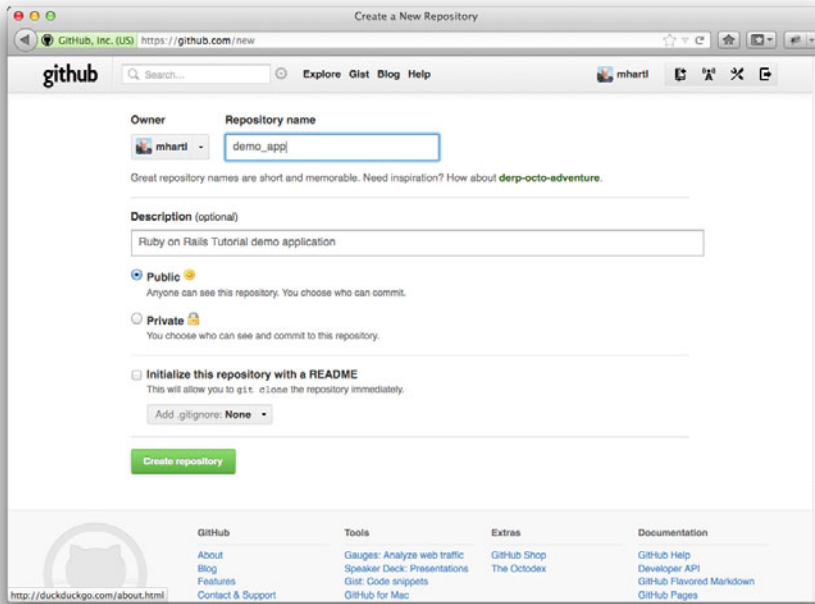 Create a New Repository
GitHub, Inc. (US) https://github.com/new
github Search... Explore Gist Blog Help mhartl
Owner Repository name
mhartl demo_app
Great repository names are short and memorable. Need inspiration? How about derp-octo-adventure.
Description (optional)
Ruby on Rails Tutorial demo application
Public
Anyone can see this repository. You choose who can commit.
Private
You choose who can see and commit to this repository.
Initialize this repository with a README
This will allow you to git clone the repository immediately.
Add .gitignore: None
Create repository
GitHub Tools Extras Documentation
About Gauges: Analyze web traffic GitHub Shop GitHub Help
Blog Speaker Deck: Presentations The Octodex Developer API
Features Gist: Code snippets GitHub Flavored Markdown
Contact & Support GitHub for Mac GitHub Pages
http://duckduckgo.com/about.html